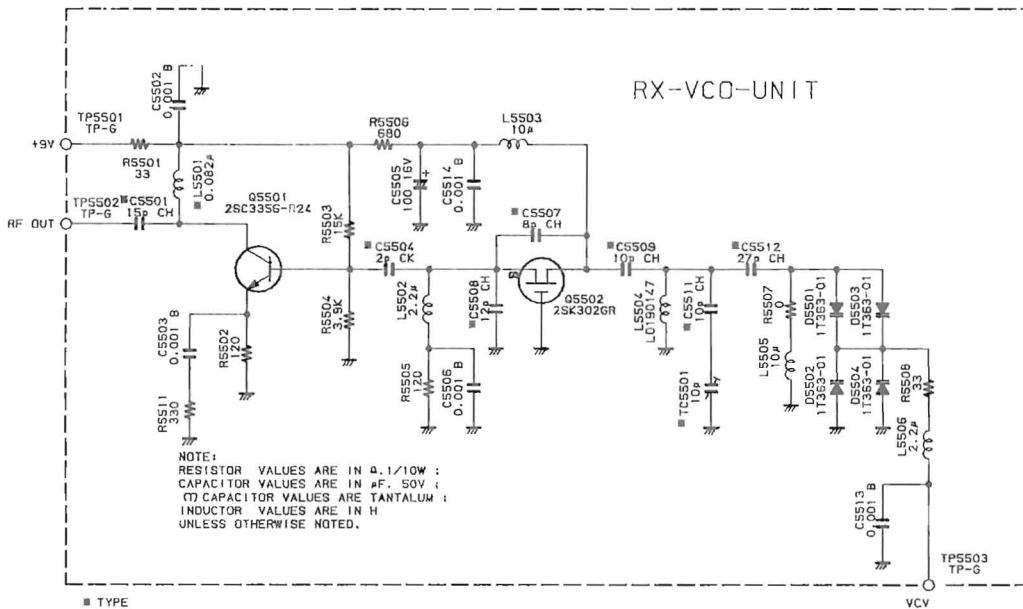 RX-VCO-UNIT
TP5501
TP-G
+9V
R5501
33
C5502
0.001 B
■L5501
0.082µ
TP5502
TP-G
RF OUT
■C5501
15p CH
Q5501
2SC3356-R24
R5503
15K
R5506
680
C5505
100 16V
+
C5514
0.001 B
L5503
10µ
■C5504
2p CK
■C5507
8p CH
■C5508
12p CH
S
Q5502
2SK302GR
■C5509
10p CH
■C5512
27p CH
L5504
L0190147
■C5511
10p CH
■TC5501
10p
R5507
0
L5505
10µ
D5501
1T363-01
D5503
1T363-01
D5502
1T363-01
D5504
1T363-01
R5508
33
L5506
2.2µ
C5513
0.001 B
TP5503
TP-G
VCV
L5502
2.2µ
R5504
3.9K
R5505
120
C5506
0.001 B
C5503
0.001 B
R5502
120
R5511
330
NOTE:
RESISTOR VALUES ARE IN Ω.1/10W ;
CAPACITOR VALUES ARE IN µF. 50V ;
(T) CAPACITOR VALUES ARE TANTALUM ;
INDUCTOR VALUES ARE IN H
UNLESS OTHERWISE NOTED.
■ TYPE